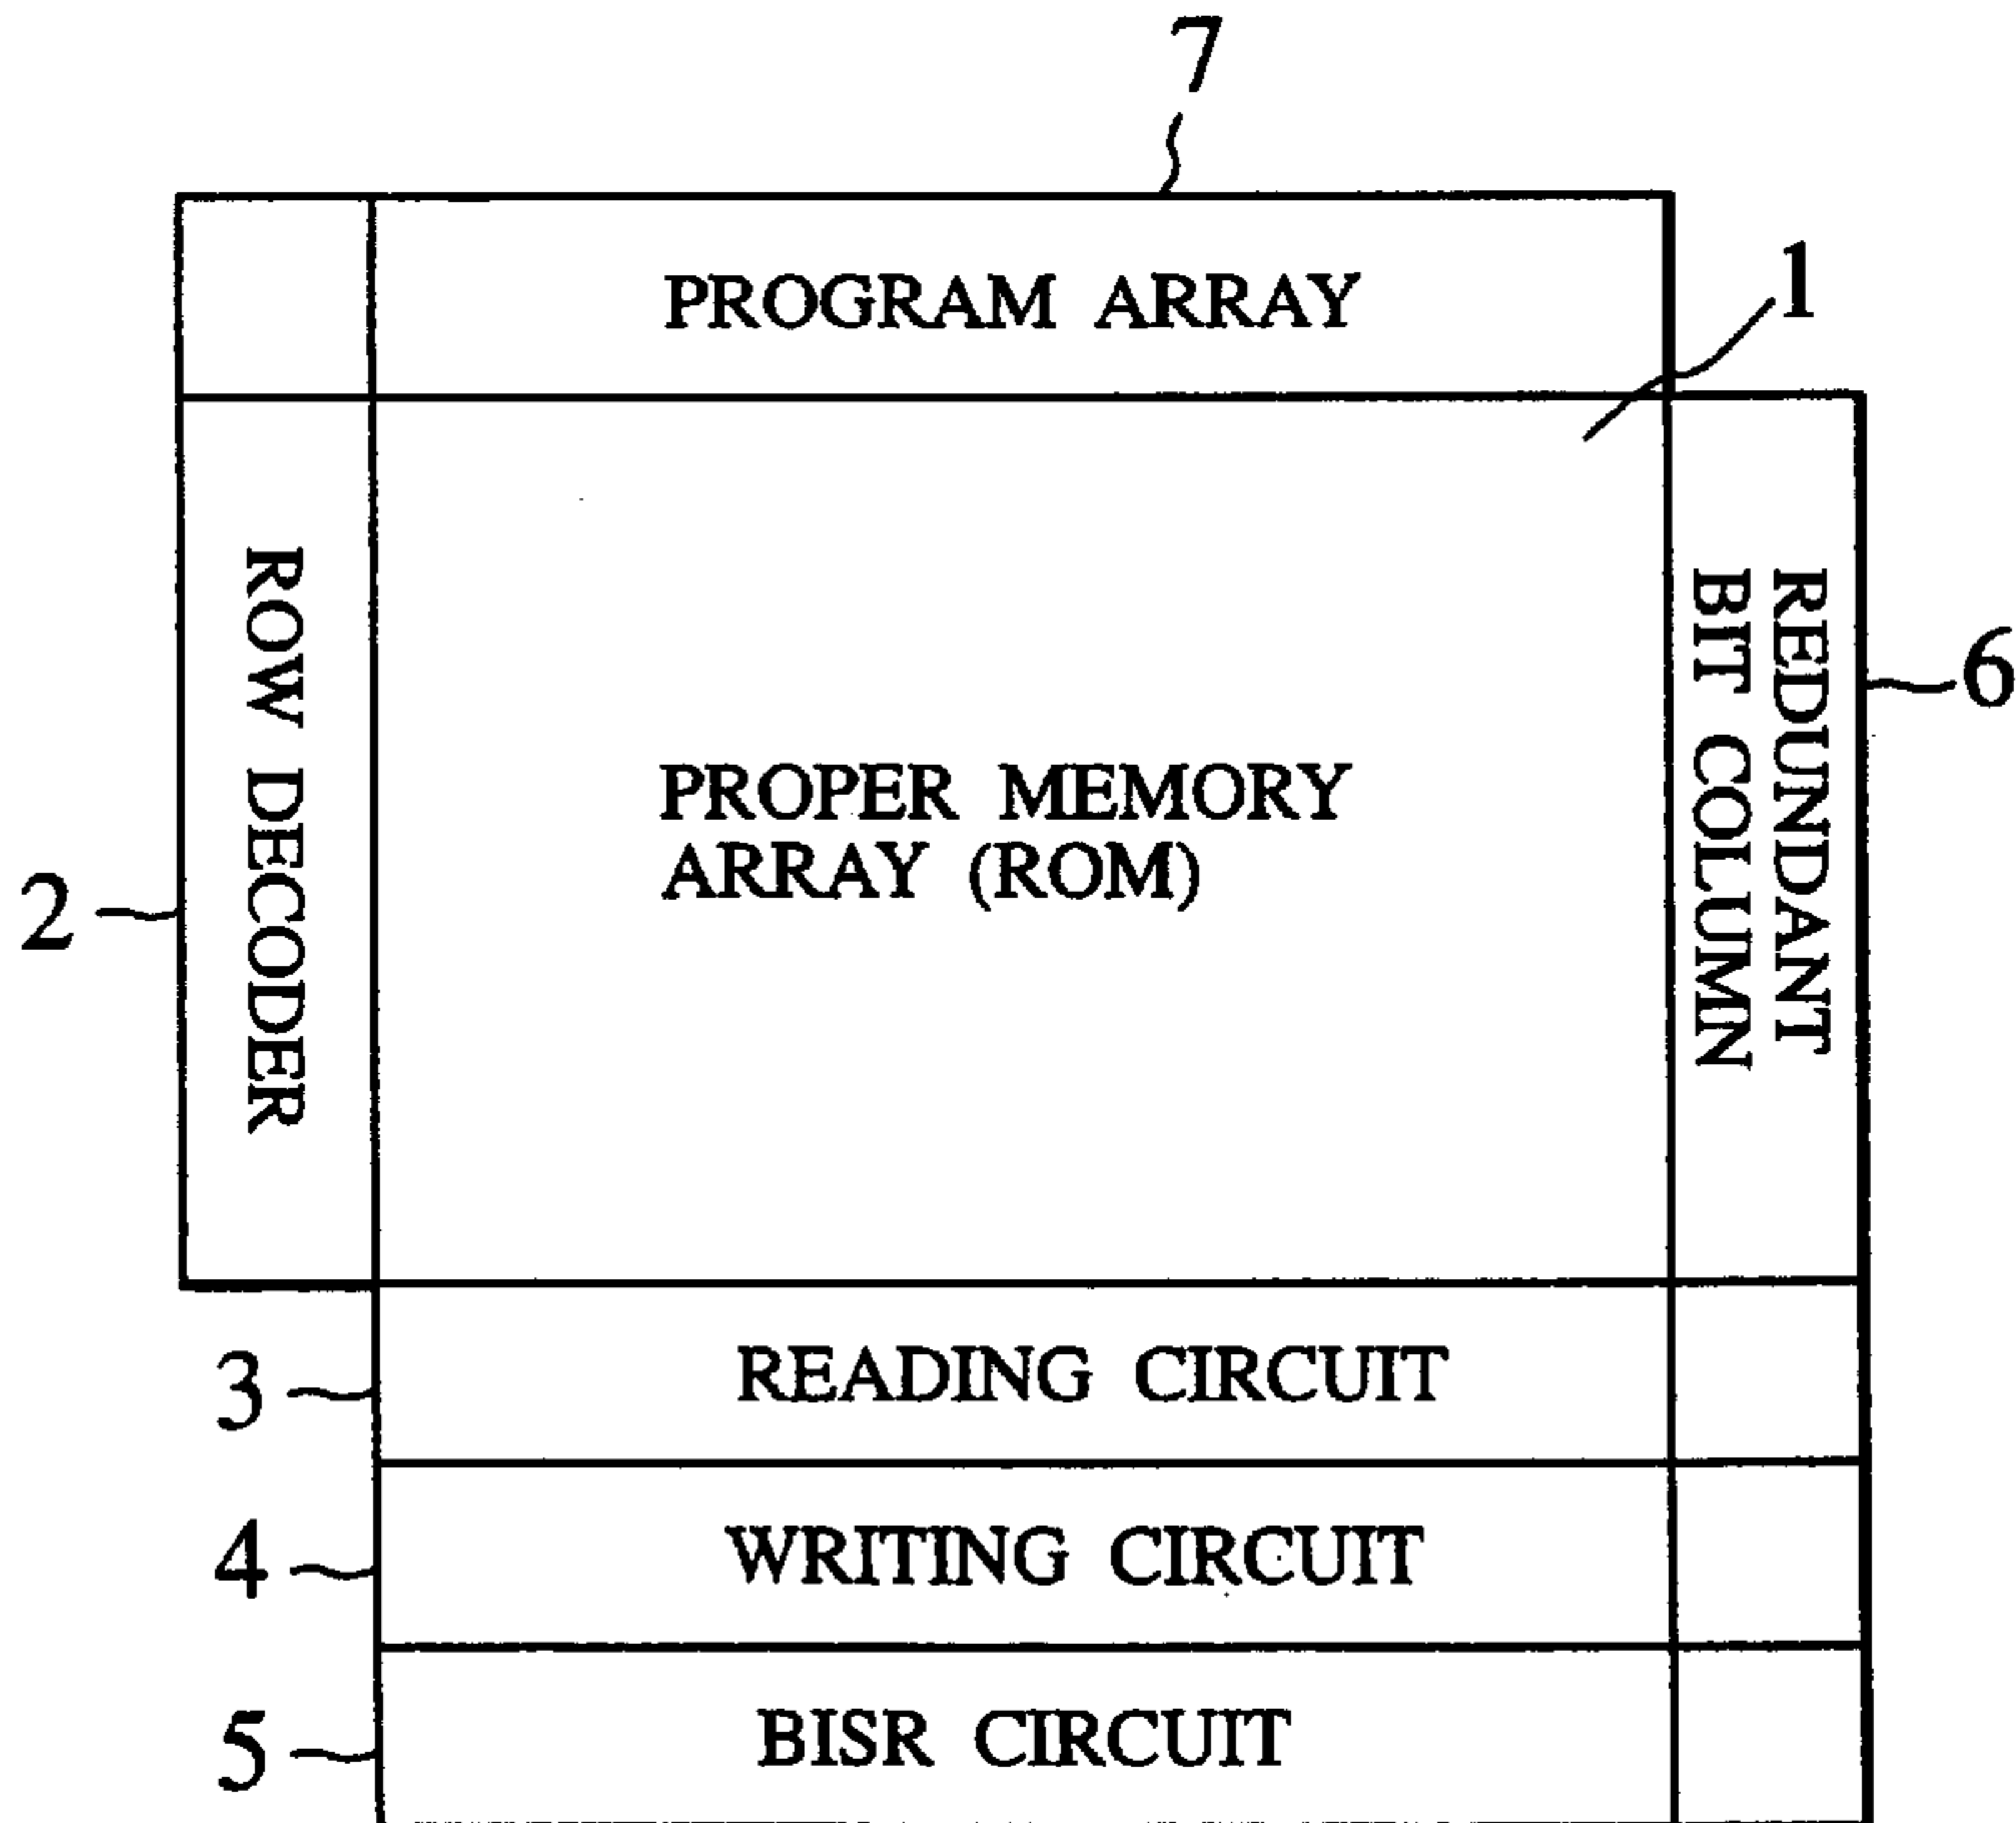 7
PROGRAM ARRAY
1
ROW DECODER
2
PROPER MEMORY
ARRAY (ROM)
REDUNDANT
BIT COLUMN
6
3
READING CIRCUIT
4
WRITING CIRCUIT
5
BISR CIRCUIT